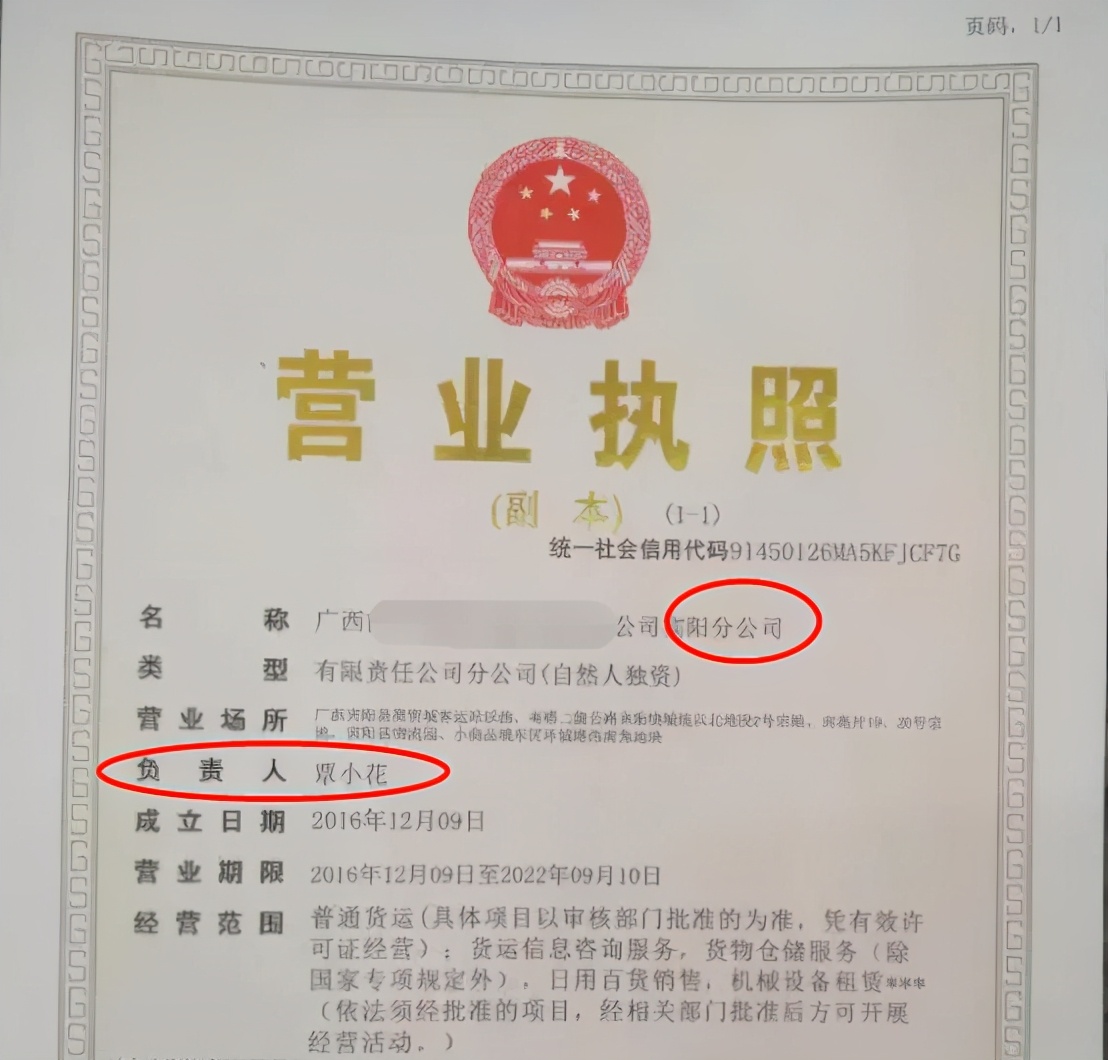 页码：1/1
营业执照
(副 本) (1-1)
统一社会信用代码91450126MA5KFJCF7G
名 称 广西 公司 阳分公司
类 型 有限责任公司分公司(自然人独资)
营业场所
负责人 小花
成立日期 2016年12月09日
营业期限 2016年12月09日至2022年09月10日
经营范围 普通货运(具体项目以审核部门批准的为准，凭有效许
可证经营)；货运信息咨询服务，货物仓储服务（除
国家专项规定外）。日用百货销售，机械设备租赁***
（依法须经批准的项目，经相关部门批准后方可开展
经营活动。）